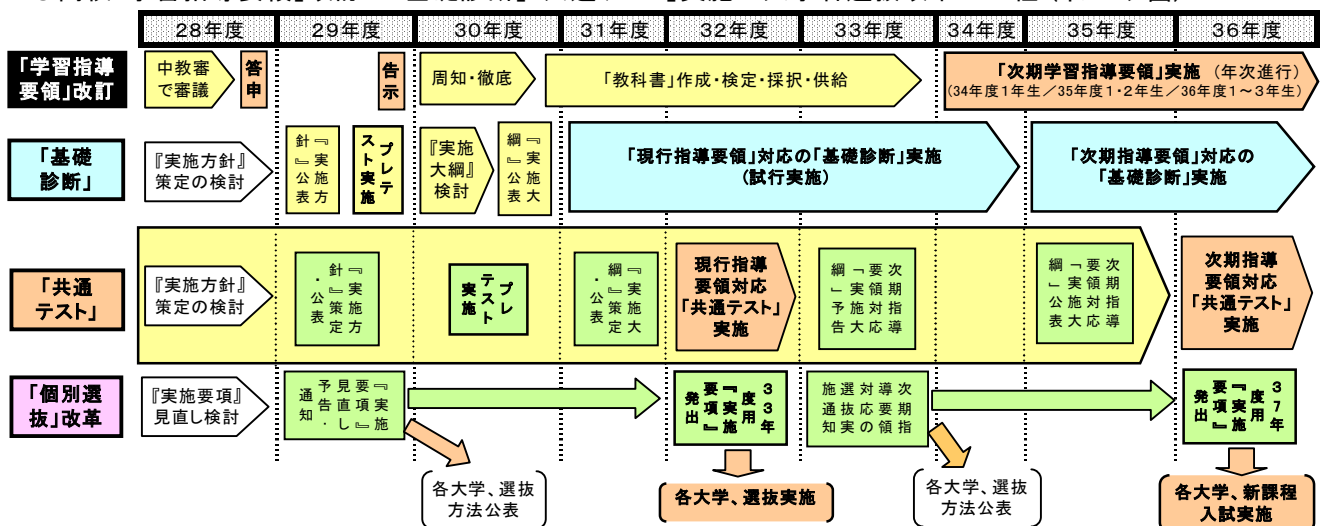 28年度 29年度 30年度 31年度 32年度 33年度 34年度 35年度 36年度
「学習指導
要領」改訂
中教審
で審議
答申
告示
周知・徹底
「教科書」作成・検定・採択・供給
「次期学習指導要領」実施 (年次進行)
(34年度1年生／35年度1・2年生／36年度1～3年生)
「基礎
診断」
『実施方針』
策定の検討
『実施方
針』公表
プレテ
スト実施
『実施
大綱』
検討
『実施大
綱』公表
「現行指導要領」対応の「基礎診断」実施
(試行実施)
「次期指導要領」対応の
「基礎診断」実施
「共通
テスト」
『実施方針』
策定の検討
『実施方
針』策定
・公表
プレ
テスト
実施
『実施大
綱』策定
・公表
現行指導
要領対応
「共通テスト」
実施
次期指導
要領対応
「実施大
綱」予告
次期指導
要領対応
「実施大
綱」公表
次期指導
要領対応
「共通テスト」
実施
「個別選
抜」改革
『実施要項』
見直し検討
『実施
要項』
見直し
予告・
通知
33年
度用
『実施
要項』
発出
次期指
導要領
対応の
選抜実
施通知
37年
度用
『実施
要項』
発出
各大学、選抜
方法公表
各大学、選抜実施
各大学、選抜
方法公表
各大学、新課程
入試実施